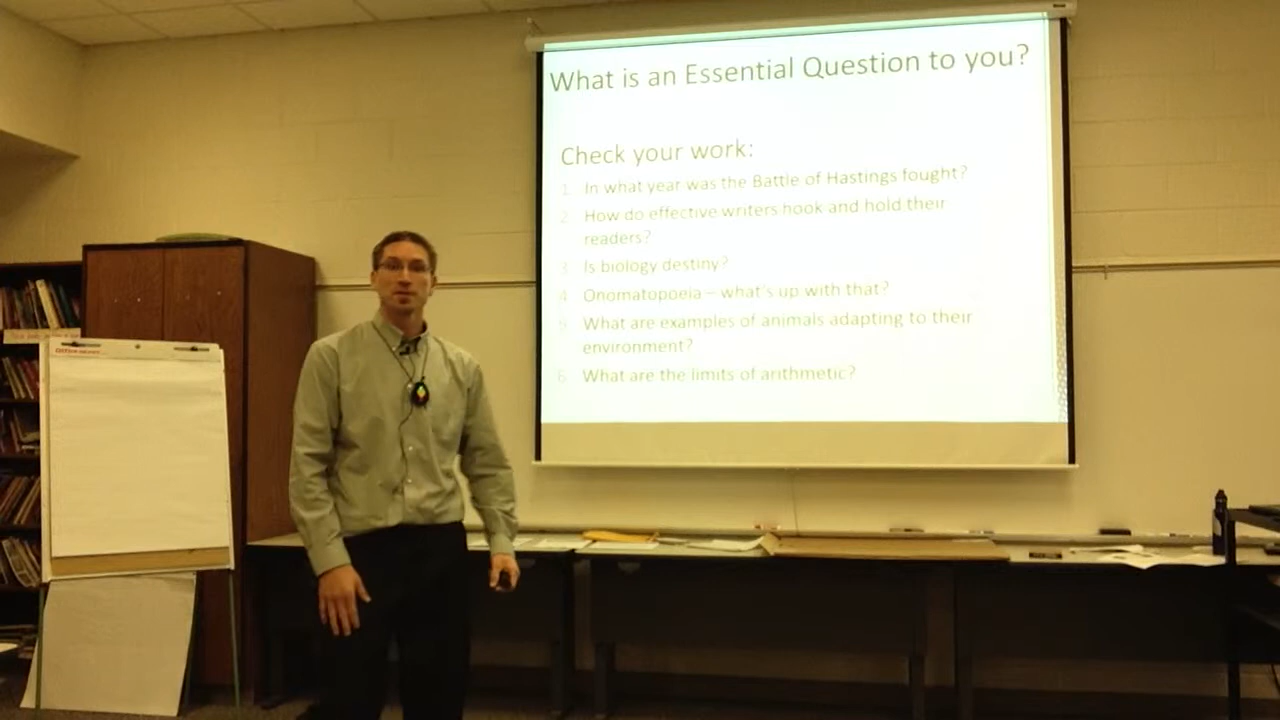 What is an Essential Question to you?
Check your work:
1. In what year was the Battle of Hastings fought?
2. How do effective writers hook and hold their
readers?
3. Is biology destiny?
4. Onomatopoeia – what's up with that?
5. What are examples of animals adapting to their
environment?
6. What are the limits of arithmetic?